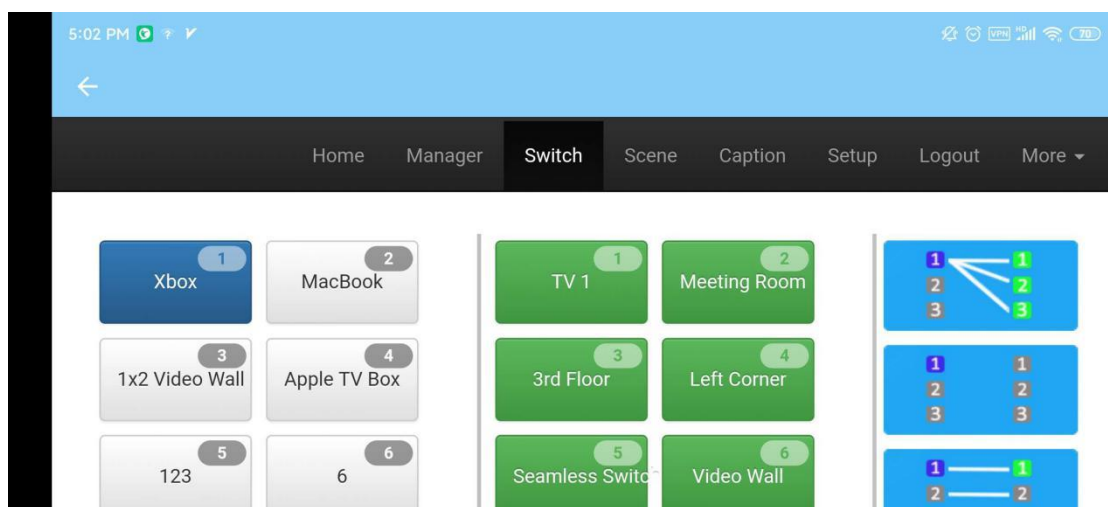 5:02 PM
VPN HD 70
Home Manager Switch Scene Caption Setup Logout More
1 2 1 2
Xbox MacBook TV 1 Meeting Room
3 4 3 4
1x2 Video Wall Apple TV Box 3rd Floor Left Corner
5 6 5 6
123 6 Seamless Switc Video Wall
1 1
2 2
3 3
1 1
2 2
3 3
1 1
2 2